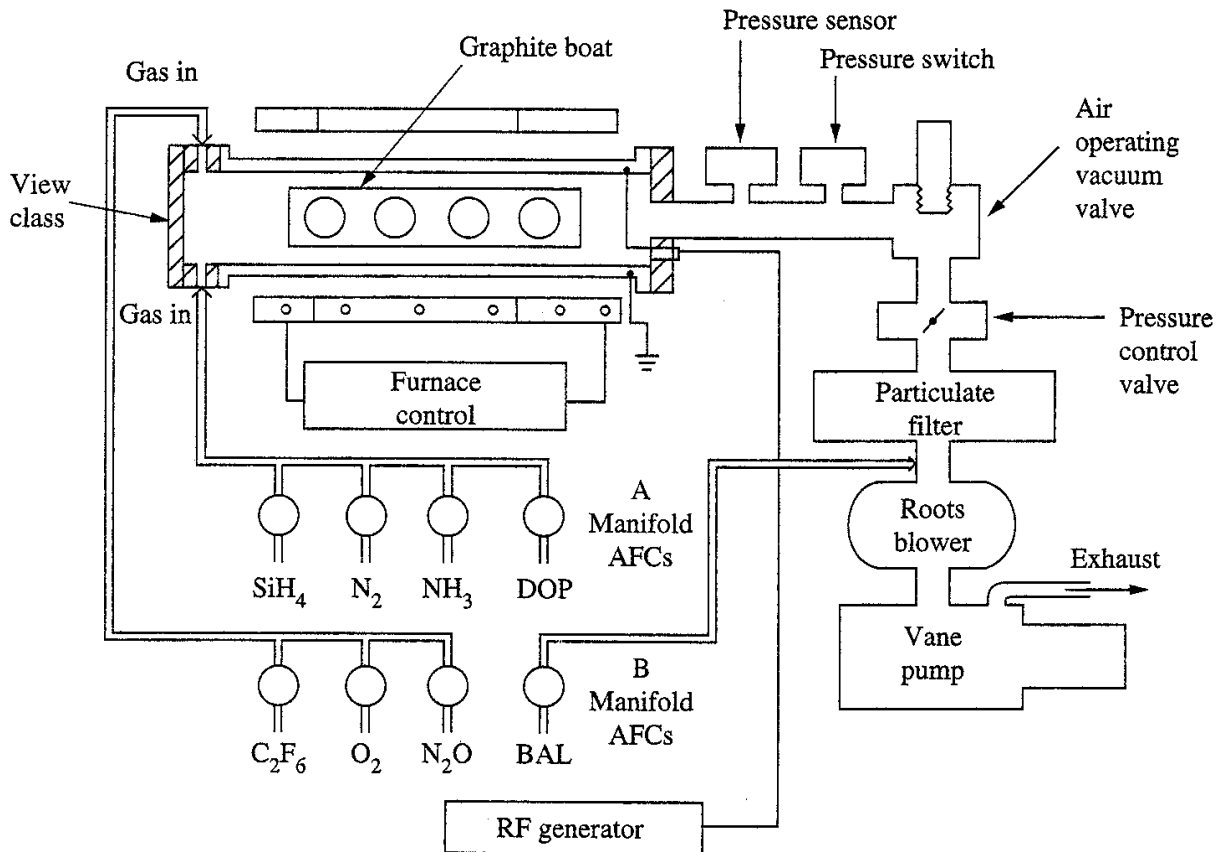 Pressure sensor
Graphite boat
Pressure switch
Gas in
Air
operating
vacuum
valve
View
class
Gas in
Pressure
control
valve
Furnace
control
Particulate
filter
A
Manifold
AFCs
Roots
blower
SiH4 N2 NH3 DOP
Exhaust
Vane
pump
B
Manifold
AFCs
C2F6 O2 N2O BAL
RF generator